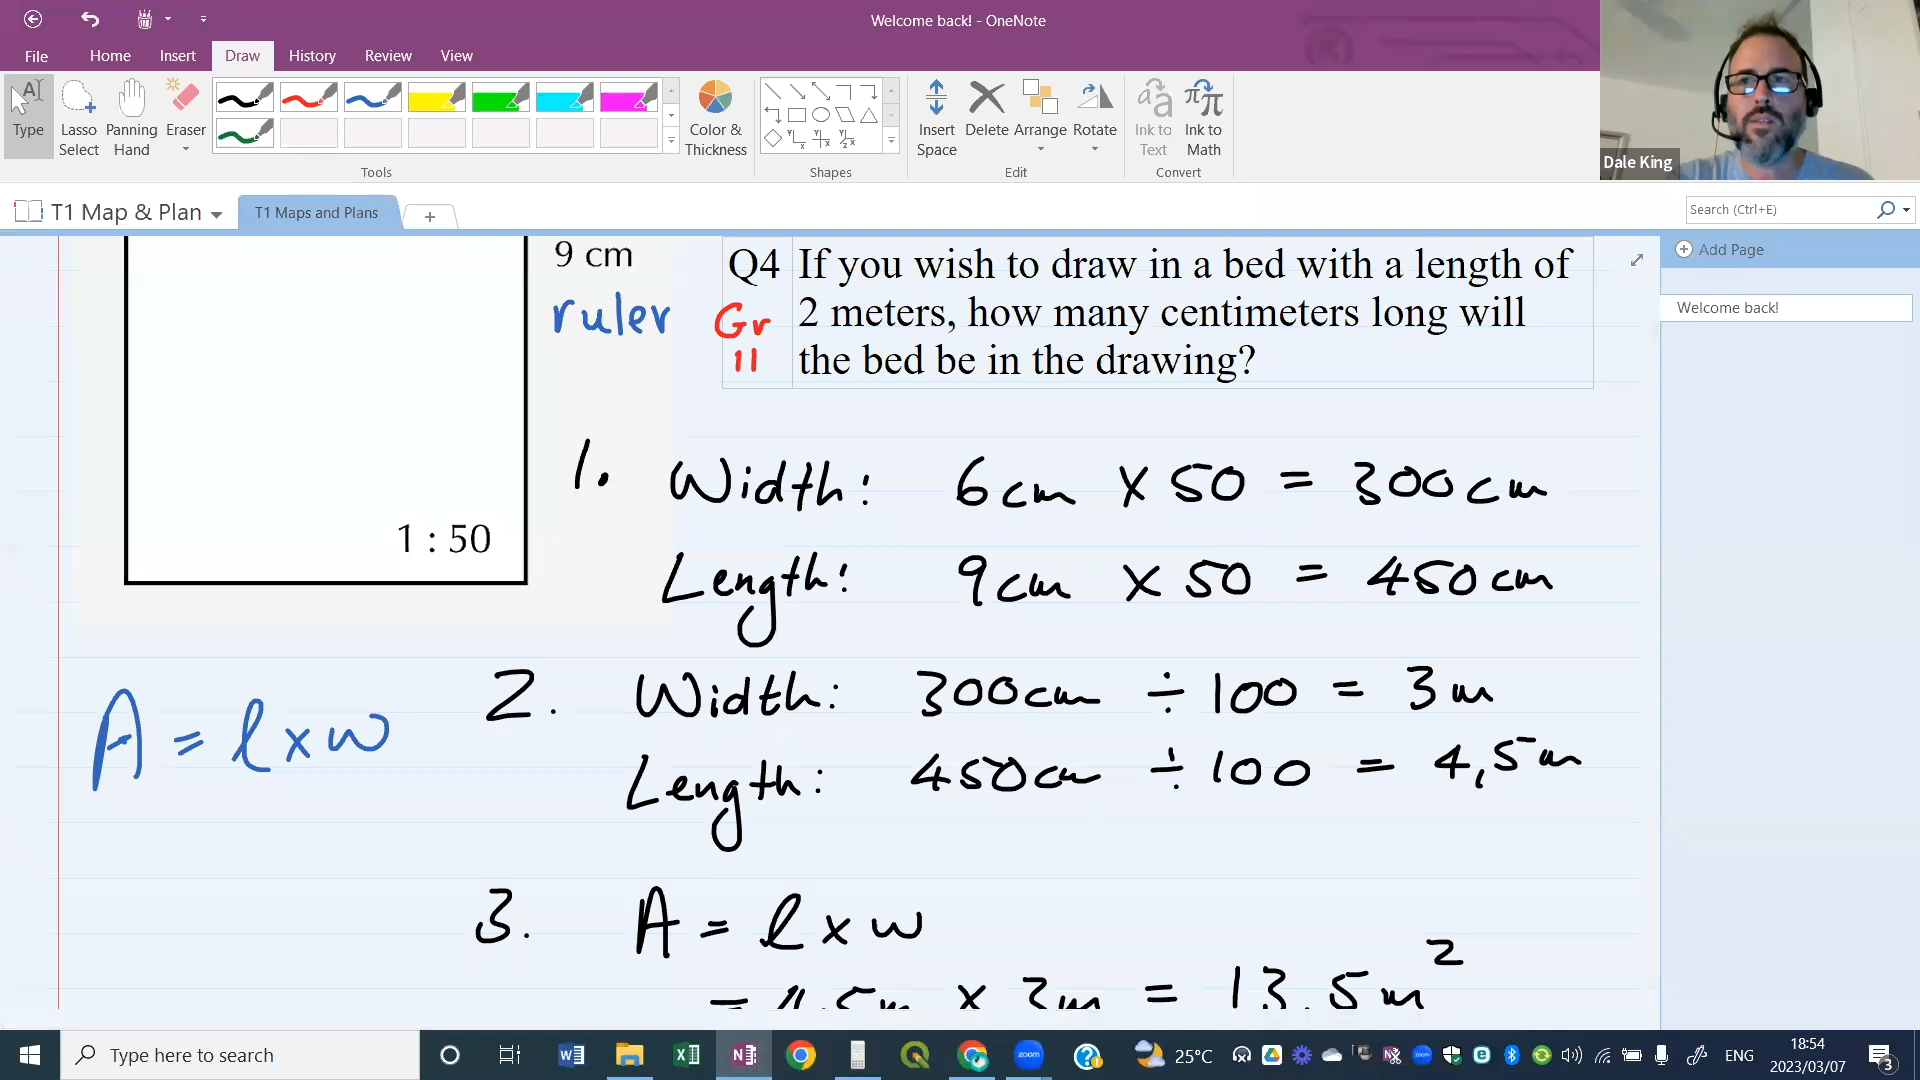 Welcome back! - OneNote
File Home Insert Draw History Review View
Type
Lasso Select
Panning Hand
Eraser
Color & Thickness
Insert Space
Delete
Arrange
Rotate
Ink to Text
Ink to Math
Tools
Shapes
Edit
Convert
Dale King
T1 Map & Plan
T1 Maps and Plans
Search (Ctrl+E)
Add Page
Welcome back!
9 cm
ruler
1 : 50
Q4 If you wish to draw in a bed with a length of
Gr 11
2 meters, how many centimeters long will
the bed be in the drawing?
1. Width: 6cm x 50 = 300cm
Length: 9cm x 50 = 450cm
A = l x w
2. Width: 300cm ÷ 100 = 3m
Length: 450cm ÷ 100 = 4,5m
3. A = l x w
= 4,5m x 3m = 13,5m²
Type here to search
zoom
25°C
ENG
18:54
2023/03/07
3